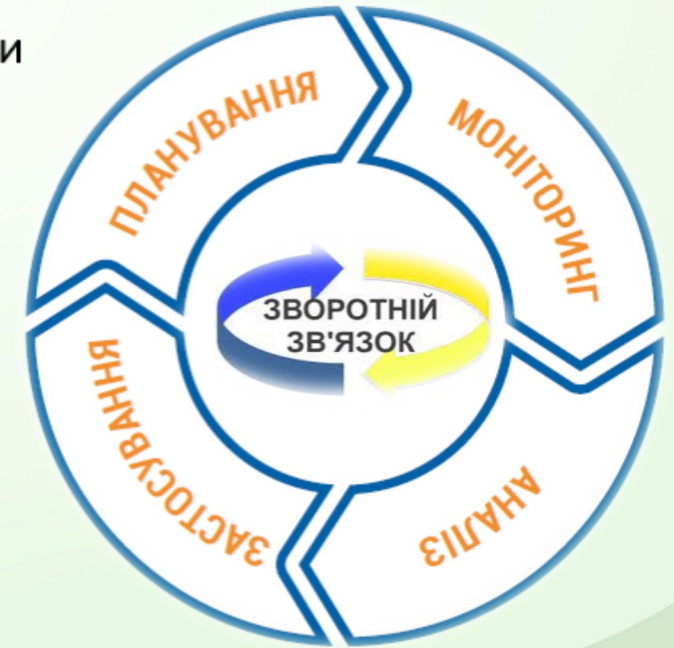 и
ПЛАНУВАННЯ
МОНІТОРИНГ
АНАЛІЗ
ЗАСТОСУВАННЯ
ЗВОРОТНІЙ
ЗВ'ЯЗОК